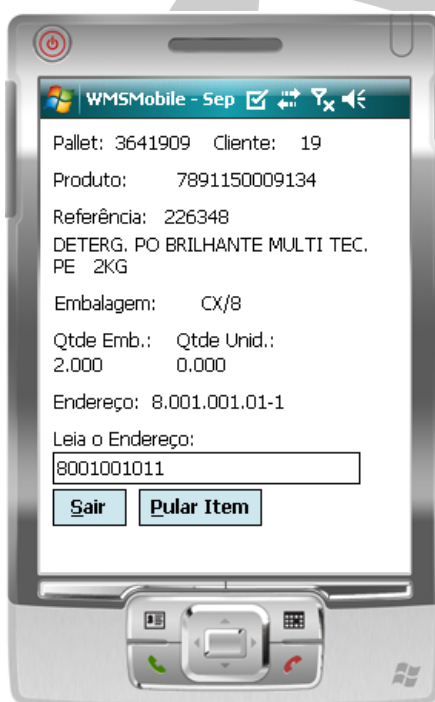 WMSMobile - Sep
Pallet: 3641909 Cliente: 19
Produto: 7891150009134
Referência: 226348
DETERG. PO BRILHANTE MULTI TEC.
PE 2KG
Embalagem: CX/8
Qtde Emb.: Qtde Unid.:
2.000 0.000
Endereço: 8.001.001.01-1
Leia o Endereço:
8001001011
Sair Pular Item